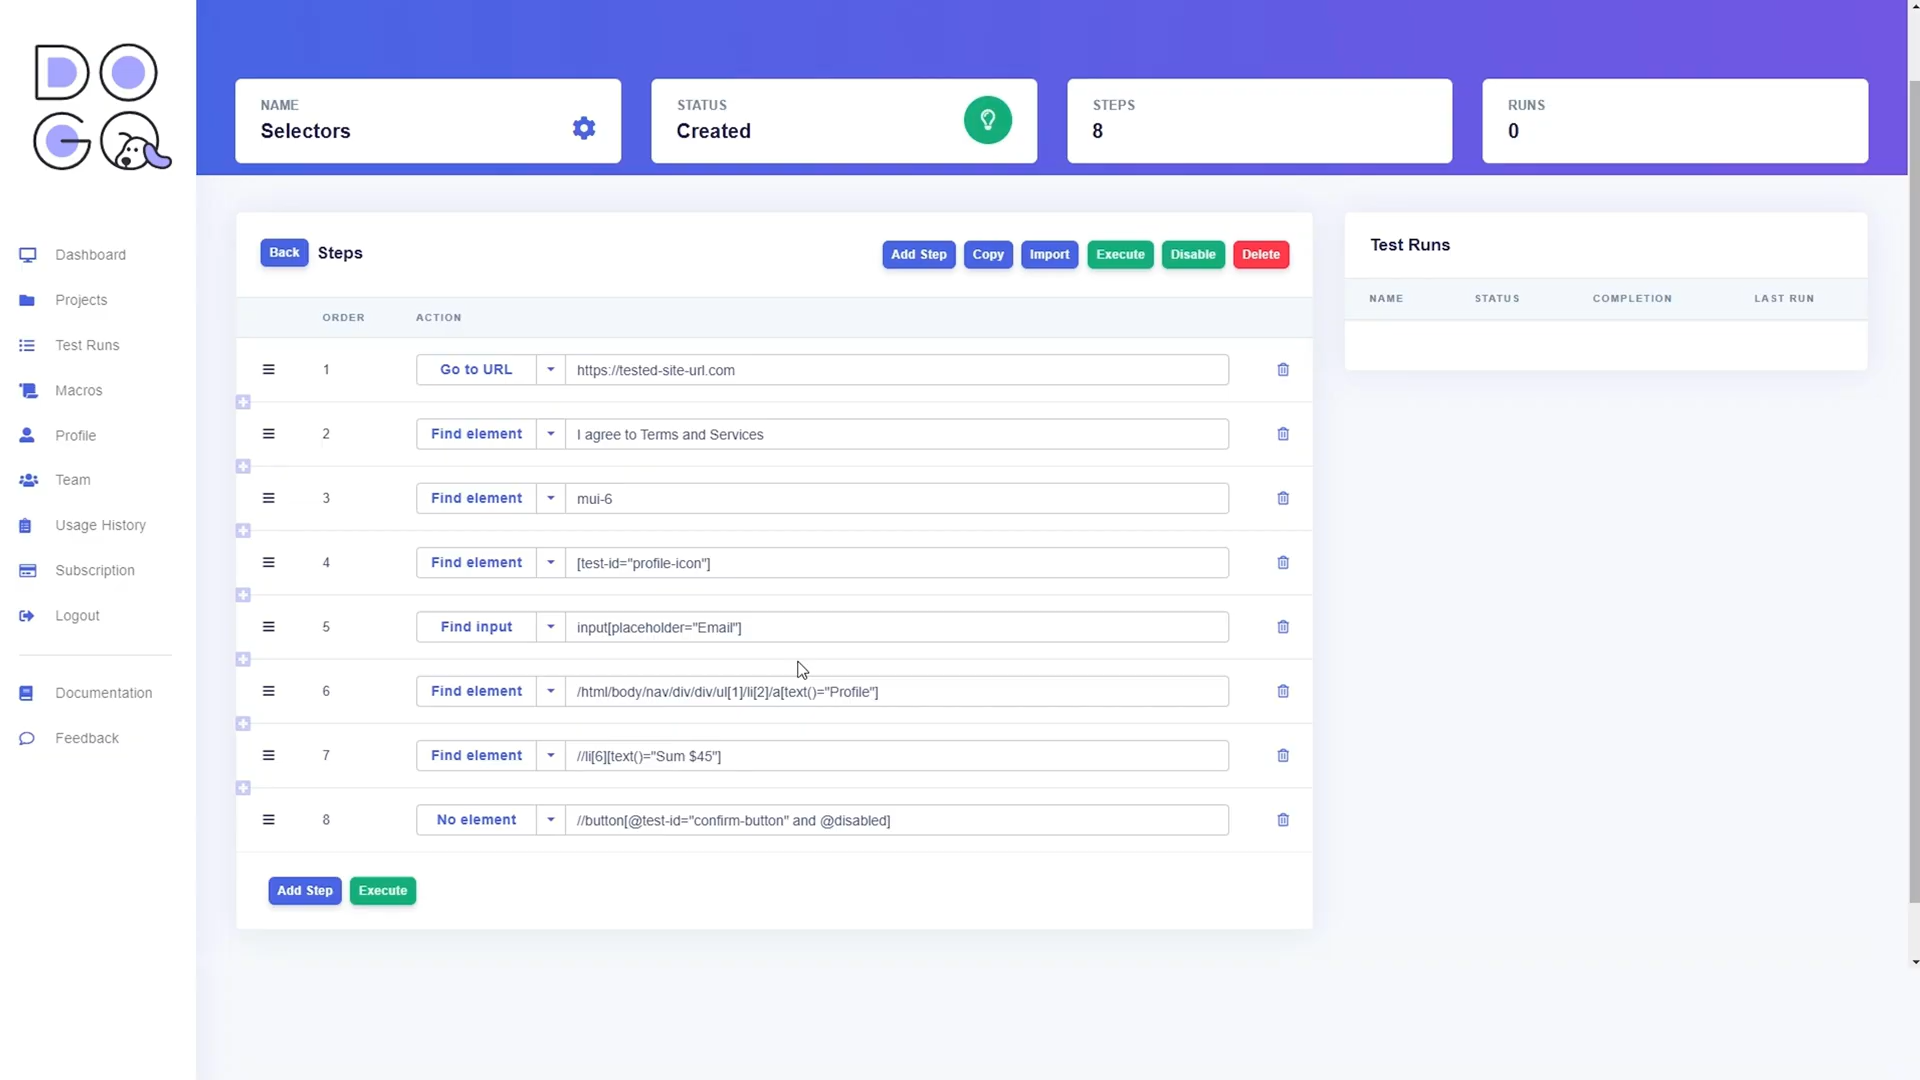 DO
GO
Dashboard
Projects
Test Runs
Macros
Profile
Team
Usage History
Subscription
Logout
Documentation
Feedback
NAME
Selectors
STATUS
Created
STEPS
8
RUNS
0
Back Steps Add Step Copy Import Execute Disable Delete
ORDER ACTION
1 Go to URL https://tested-site-url.com
2 Find element I agree to Terms and Services
3 Find element mui-6
4 Find element [test-id="profile-icon"]
5 Find input input[placeholder="Email"]
6 Find element /html/body/nav/div/div/ul[1]/li[2]/a[text()="Profile"]
7 Find element //li[6][text()="Sum $45"]
8 No element //button[@test-id="confirm-button" and @disabled]
Add Step Execute
Test Runs
NAME STATUS COMPLETION LAST RUN